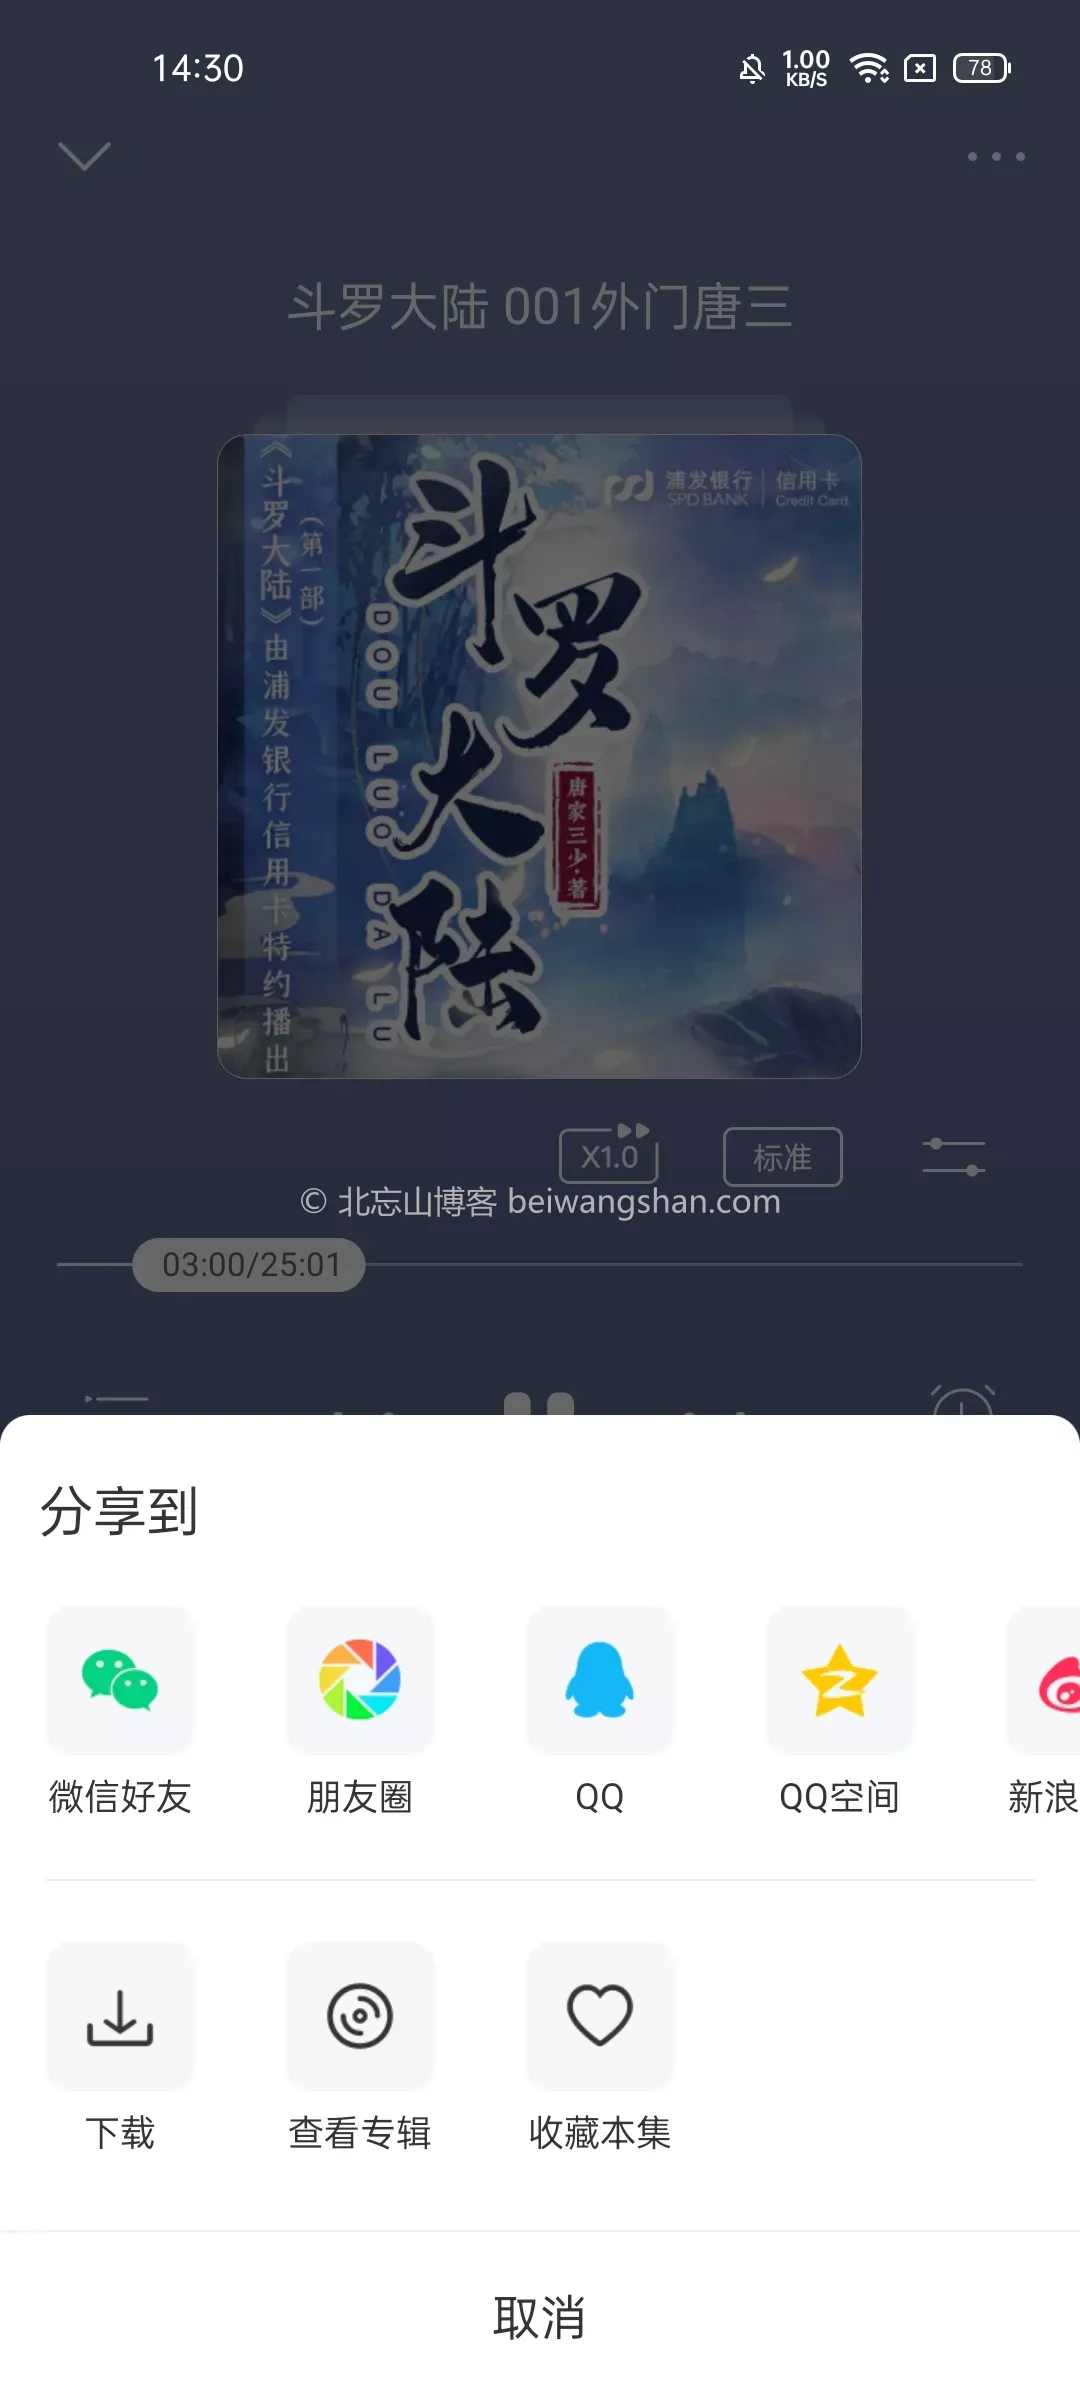 14:30
1.00
KB/S
78
斗罗大陆 001外门唐三
《斗罗大陆》由浦发银行信用卡特约播出
（第一部）
浦发银行 信用卡
SPD BANK Credit Card
斗罗大陆
DOU LUO DA LU
唐家三少·著
X1.0
标准
© 北忘山博客 beiwangshan.com
03:00/25:01
分享到
微信好友
朋友圈
QQ
QQ空间
新浪
下载
查看专辑
收藏本集
取消